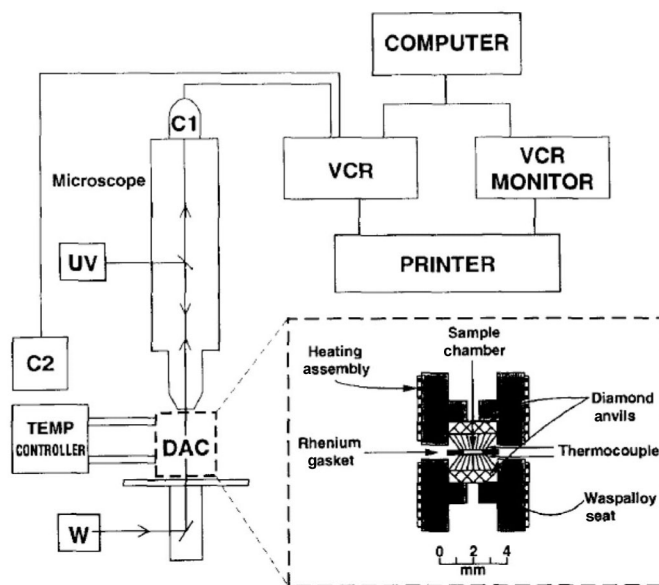 COMPUTER
C1
VCR
VCR
MONITOR
Microscope
UV
PRINTER
C2
TEMP
CONTROLLER
DAC
W
Sample
chamber
Heating
assembly
Diamond
anvils
Rhenium
gasket
Thermocouple
Waspalloy
seat
0 2 4
mm